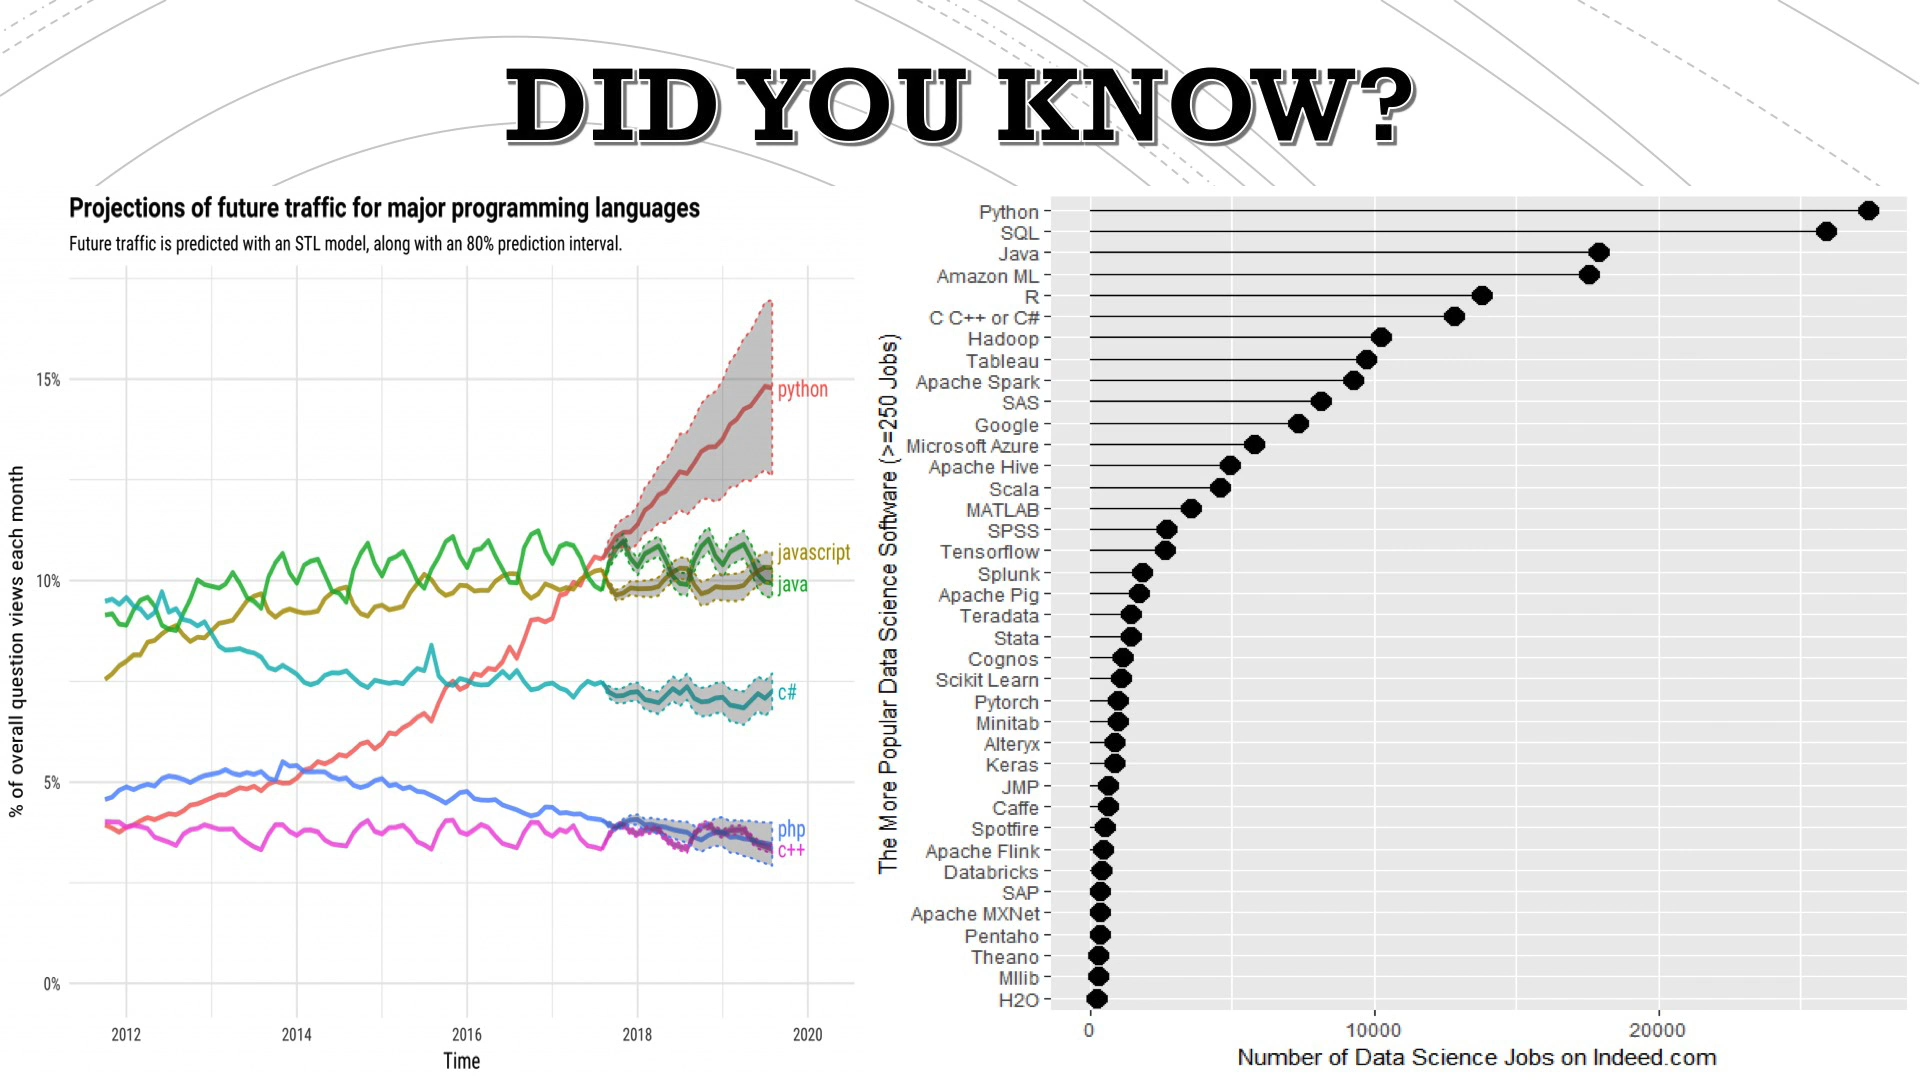 DID YOU KNOW?
Projections of future traffic for major programming languages
Future traffic is predicted with an STL model, along with an 80% prediction interval.
% of overall question views each month
15%
10%
5%
0%
python
javascript
java
c#
php
c++
2012
2014
2016
2018
2020
Time
The More Popular Data Science Software (>=250 Jobs)
Python
SQL
Java
Amazon ML
R
C C++ or C#
Hadoop
Tableau
Apache Spark
SAS
Google
Microsoft Azure
Apache Hive
Scala
MATLAB
SPSS
Tensorflow
Splunk
Apache Pig
Teradata
Stata
Cognos
Scikit Learn
Pytorch
Minitab
Alteryx
Keras
JMP
Caffe
Spotfire
Apache Flink
Databricks
SAP
Apache MXNet
Pentaho
Theano
Mllib
H2O
0
10000
20000
Number of Data Science Jobs on Indeed.com